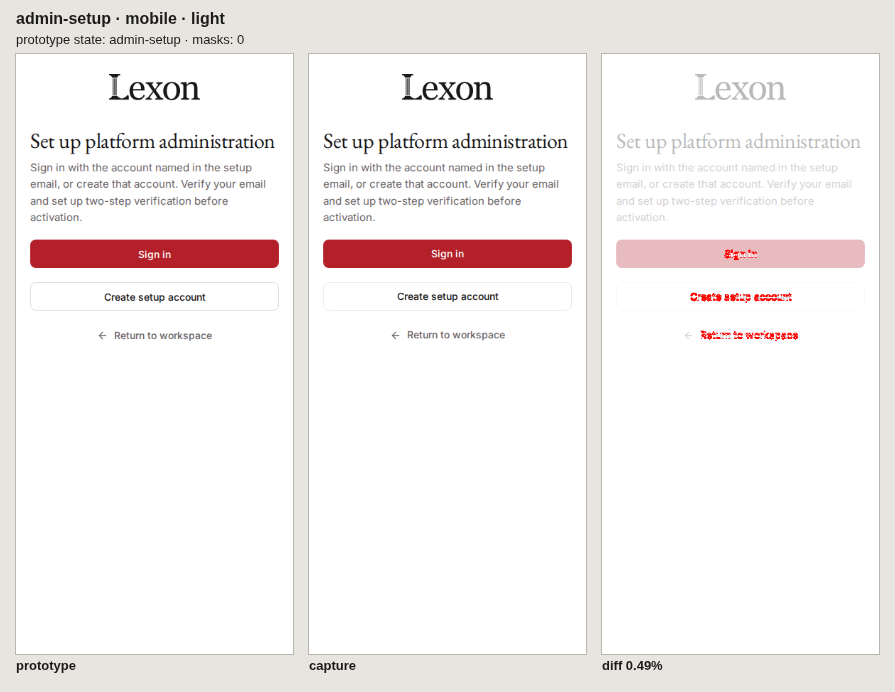 admin-setup · mobile · light
prototype state: admin-setup · masks: 0
Lexon
Set up platform administration
Sign in with the account named in the setup
email, or create that account. Verify your email
and set up two-step verification before
activation.
Sign in
Create setup account
← Return to workspace
prototype
Lexon
Set up platform administration
Sign in with the account named in the setup
email, or create that account. Verify your email
and set up two-step verification before
activation.
Sign in
Create setup account
← Return to workspace
capture
Lexon
Set up platform administration
Sign in with the account named in the setup
email, or create that account. Verify your email
and set up two-step verification before
activation.
Sign in
Create setup account
← Return to workspace
diff 0.49%